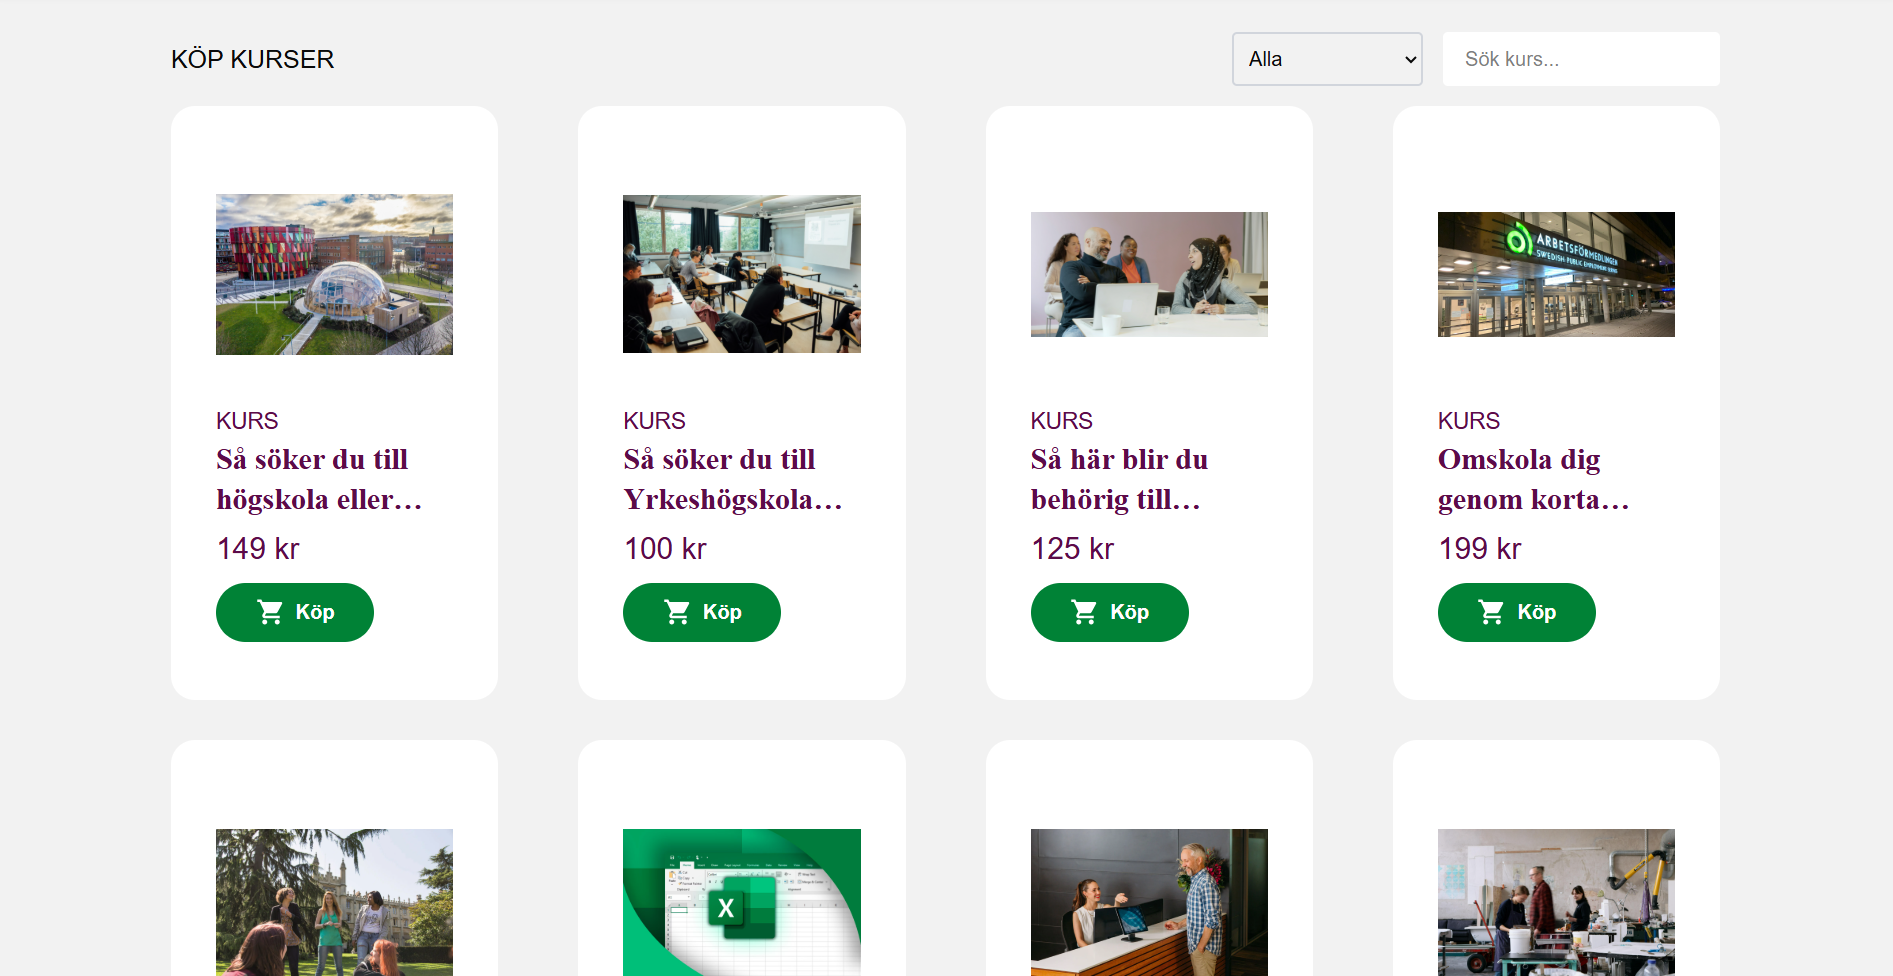 KÖP KURSER
Alla
Sök kurs...
ARBETSFÖRMEDLINGEN
SWEDISH PUBLIC EMPLOYMENT SERVICE
KURS
Så söker du till
högskola eller...
149 kr
Köp
KURS
Så söker du till
Yrkeshögskola...
100 kr
Köp
KURS
Så här blir du
behörig till...
125 kr
Köp
KURS
Omskola dig
genom korta...
199 kr
Köp
X